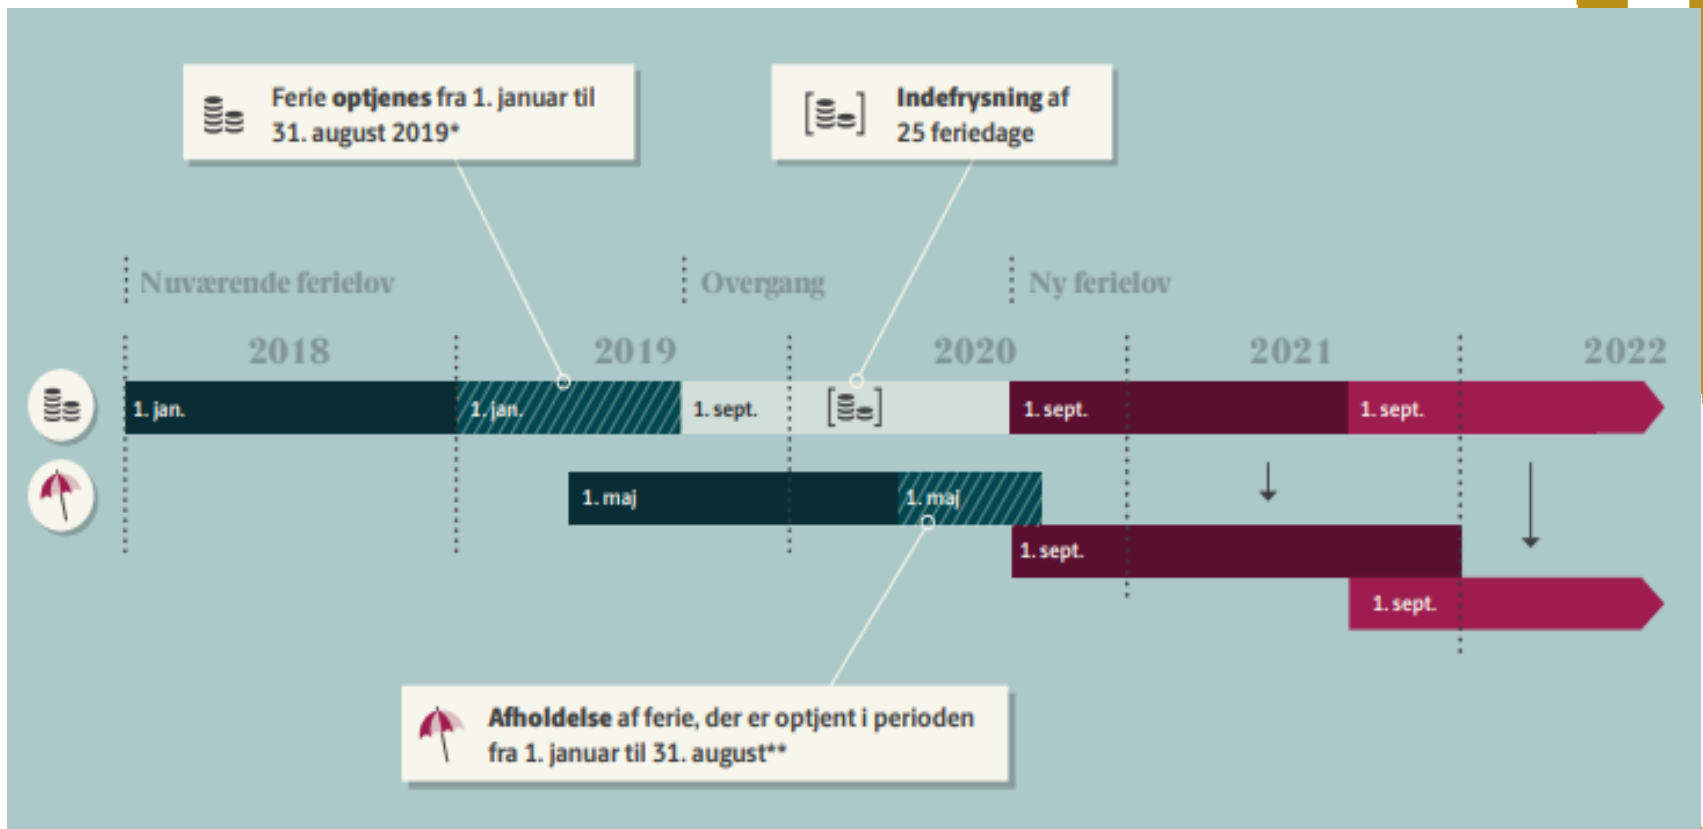 Ferie optjenes fra 1. januar til
31. august 2019*
Indefrysning af
25 feriedage
Nuværende ferielov
Overgang
Ny ferielov
2018
2019
2020
2021
2022
1. jan.
1. jan.
1. sept.
1. sept.
1. sept.
1. maj
1. maj
1. sept.
1. sept.
Afholdelse af ferie, der er optjent i perioden
fra 1. januar til 31. august**